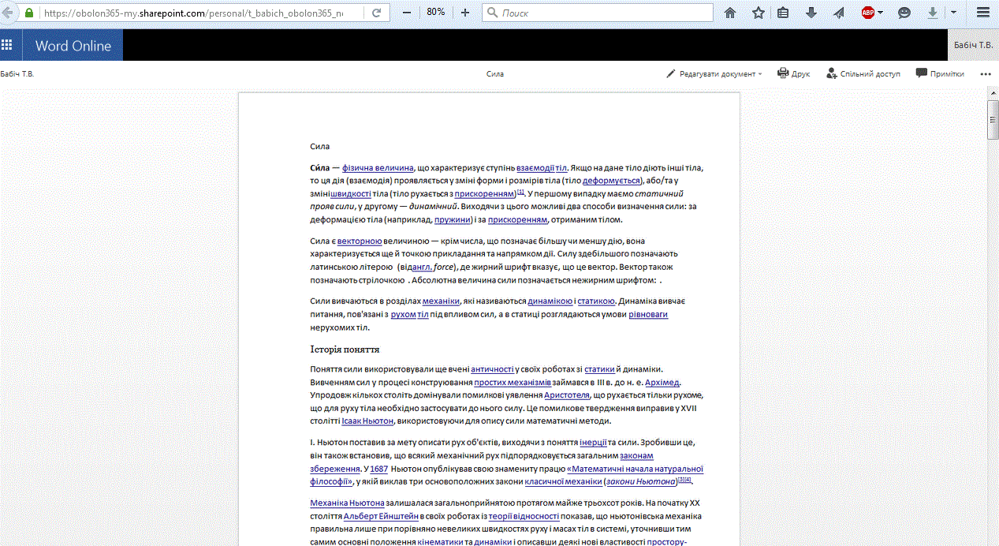 https://obolon365-my.sharepoint.com/personal/t_babich_obolon365_ne
80%
Поиск
ABP
Word Online
Бабіч Т.В.
Бабіч Т.В.
Сила
Редагувати документ
Друк
Спільний доступ
Примітки
Сила
Си́ла — фізична величина, що характеризує ступінь взаємодії тіл. Якщо на дане тіло діють інші тіла,
то ця дія (взаємодія) проявляється у зміні форми і розмірів тіла (тіло деформується), або/та у
змінішвидкості тіла (тіло рухається з прискоренням)[1]. У першому випадку маємо статичний
прояв сили, у другому — динамічний. Виходячи з цього можливі два способи визначення сили: за
деформацією тіла (наприклад, пружини) і за прискоренням, отриманим тілом.
Сила є векторною величиною — крім числа, що позначає більшу чи меншу дію, вона
характеризується ще й точкою прикладання та напрямком дії. Силу здебільшого позначають
латинською літерою (відангл. force), де жирний шрифт вказує, що це вектор. Вектор також
позначають стрілочкою . Абсолютна величина сили позначається нежирним шрифтом: .
Сили вивчаються в розділах механіки, які називаються динамікою і статикою. Динаміка вивчає
питання, пов'язані з рухом тіл під впливом сил, а в статиці розглядаються умови рівноваги
нерухомих тіл.
Історія поняття
Поняття сили використовували ще вчені античності у своїх роботах зі статики й динаміки.
Вивченням сил у процесі конструювання простих механізмів займався в III в. до н. е. Архімед.
Упродовж кількох століть домінували помилкові уявлення Аристотеля, що рухається тільки рухоме,
що для руху тіла необхідно застосувати до нього силу. Це помилкове твердження виправив у XVII
столітті Ісаак Ньютон, використовуючи для опису сили математичні методи.
І. Ньютон поставив за мету описати рух об'єктів, виходячи з поняття інерції та сили. Зробивши це,
він також встановив, що всякий механічний рух підпорядковується загальним законам
збереження. У 1687 Ньютон опублікував свою знамениту працю «Математичні начала натуральної
філософії», у якій виклав три основоположних закони класичної механіки (закони Ньютона)[3][4].
Механіка Ньютона залишалася загальноприйнятою протягом майже трьохсот років. На початку XX
століття Альберт Ейнштейн в своїх роботах із теорії відносності показав, що ньютонівська механіка
правильна лише при порівняно невеликих швидкостях руху і масах тіл в системі, уточнивши тим
самим основні положення кінематики та динаміки і описавши деякі нові властивості простору-